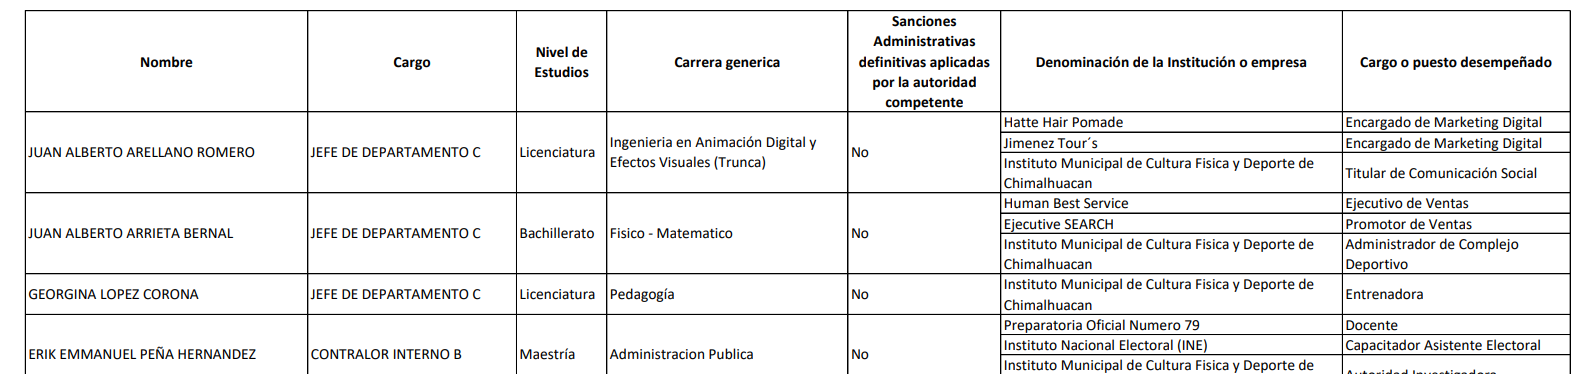 Nombre
Cargo
Nivel de
Estudios
Carrera generica
Sanciones
Administrativas
definitivas aplicadas
por la autoridad
competente
Denominación de la Institución o empresa
Cargo o puesto desempeñado
JUAN ALBERTO ARELLANO ROMERO
JEFE DE DEPARTAMENTO C
Licenciatura
Ingenieria en Animación Digital y
Efectos Visuales (Trunca)
No
Hatte Hair Pomade
Encargado de Marketing Digital
Jimenez Tour´s
Encargado de Marketing Digital
Instituto Municipal de Cultura Fisica y Deporte de
Chimalhuacan
Titular de Comunicación Social
JUAN ALBERTO ARRIETA BERNAL
JEFE DE DEPARTAMENTO C
Bachillerato
Fisico - Matematico
No
Human Best Service
Ejecutivo de Ventas
Ejecutive SEARCH
Promotor de Ventas
Instituto Municipal de Cultura Fisica y Deporte de
Chimalhuacan
Administrador de Complejo
Deportivo
GEORGINA LOPEZ CORONA
JEFE DE DEPARTAMENTO C
Licenciatura
Pedagogía
No
Instituto Municipal de Cultura Fisica y Deporte de
Chimalhuacan
Entrenadora
ERIK EMMANUEL PEÑA HERNANDEZ
CONTRALOR INTERNO B
Maestría
Administracion Publica
No
Preparatoria Oficial Numero 79
Docente
Instituto Nacional Electoral (INE)
Capacitador Asistente Electoral
Instituto Municipal de Cultura Fisica y Deporte de